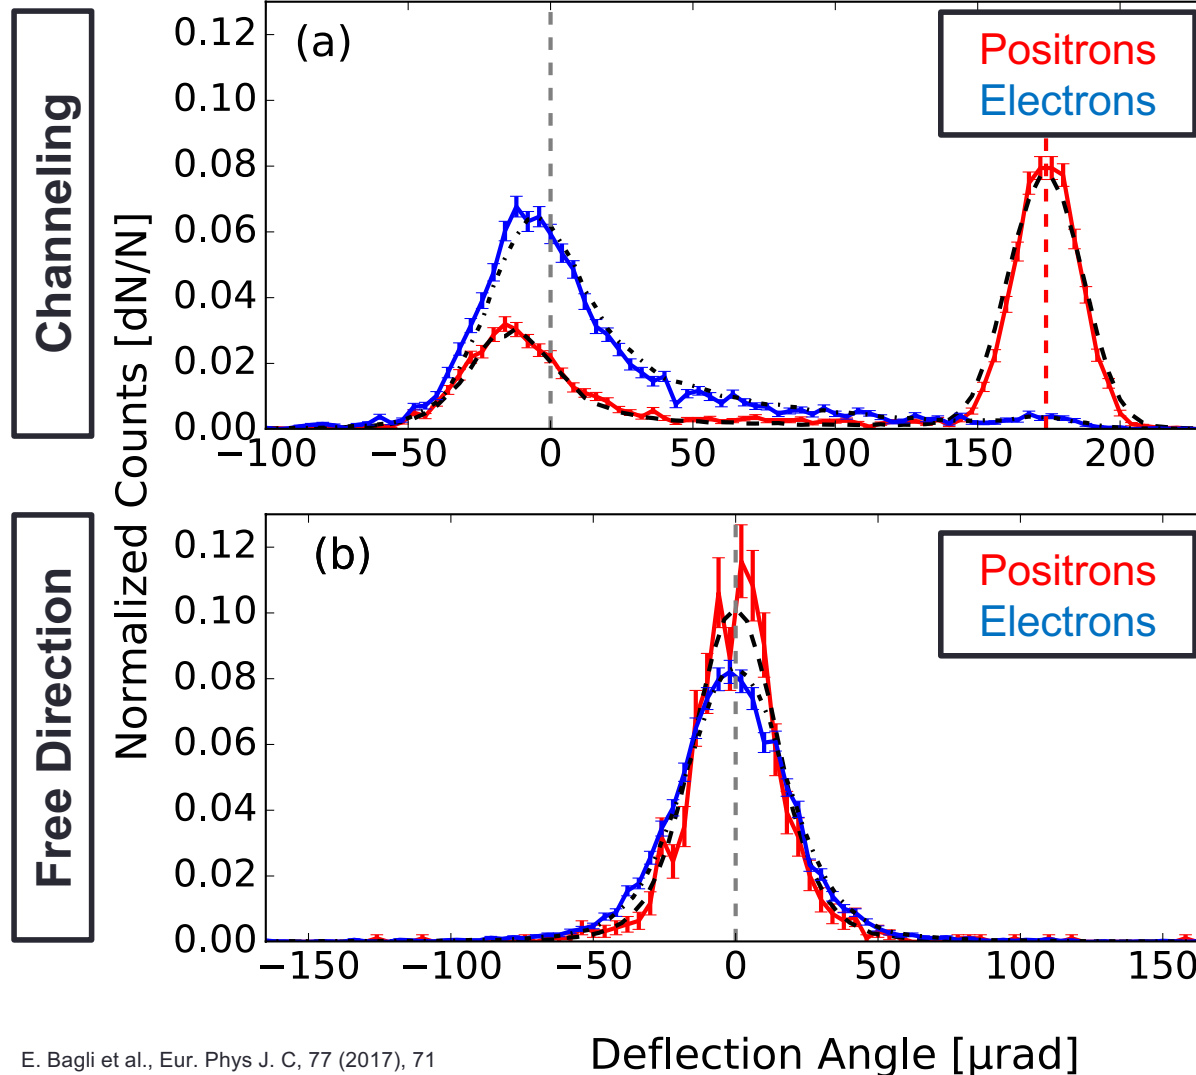 Channeling
Normalized Counts [dN/N]
(a)
Positrons
Electrons
0.12
0.10
0.08
0.06
0.04
0.02
0.00
−100 −50 0 50 100 150 200
Free Direction
(b)
Positrons
Electrons
0.12
0.10
0.08
0.06
0.04
0.02
0.00
−150 −100 −50 0 50 100 150
Deflection Angle [μrad]
E. Bagli et al., Eur. Phys J. C, 77 (2017), 71